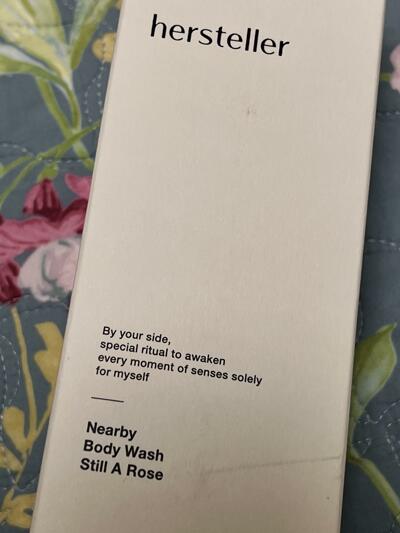 hersteller
By your side,
special ritual to awaken
every moment of senses solely
for myself
Nearby
Body Wash
Still A Rose